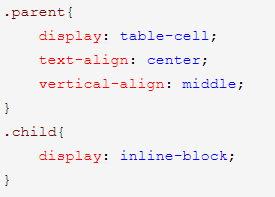 .parent{
    display: table-cell;
    text-align: center;
    vertical-align: middle;
}
.child{
    display: inline-block;
}